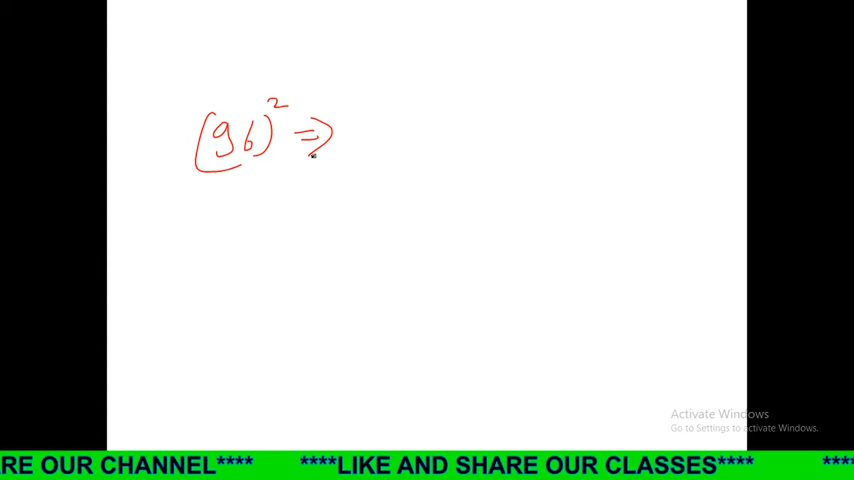 (96)² ⇒
Activate Windows
Go to Settings to activate Windows.
RE OUR CHANNEL**** ****LIKE AND SHARE OUR CLASSES**** ***